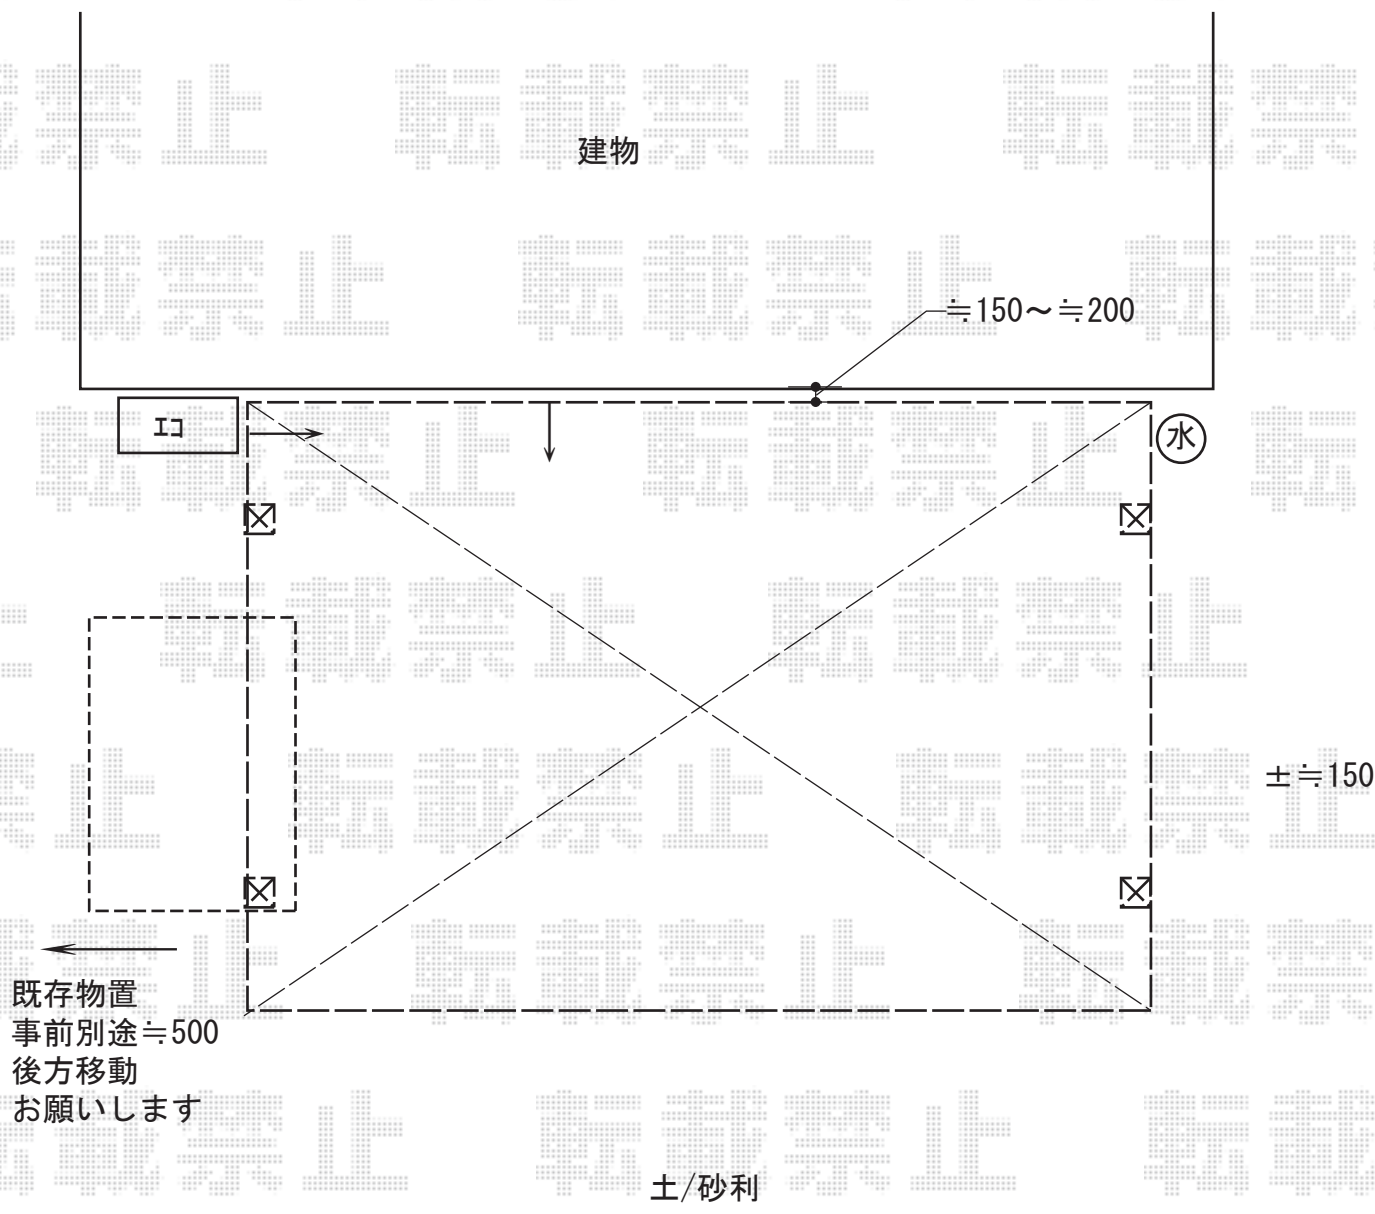 建物
≒150～≒200
エコ
水
±≒150
既存物置
事前別途≒500
後方移動
お願いします
土/砂利
転載禁止